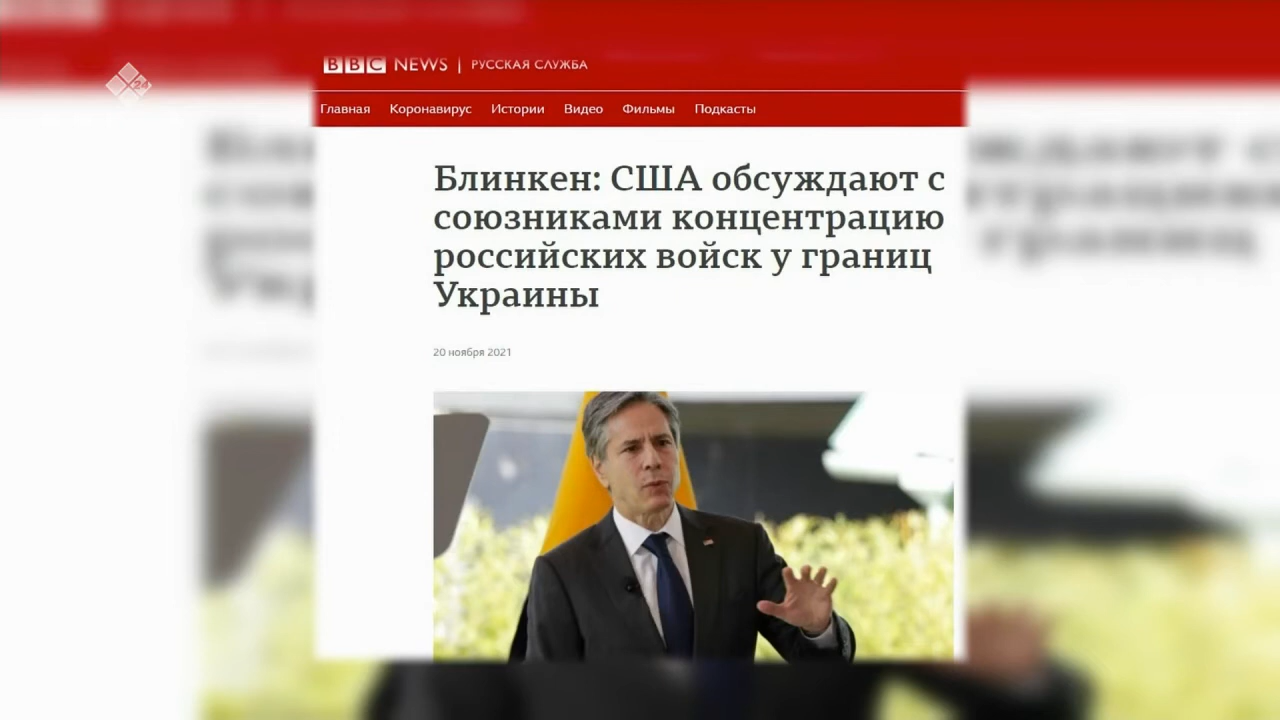 BBC NEWS | РУССКАЯ СЛУЖБА
24
Главная Коронавирус Истории Видео Фильмы Подкасты
Блинкен: США обсуждают с
союзниками концентрацию
российских войск у границ
Украины
20 ноября 2021